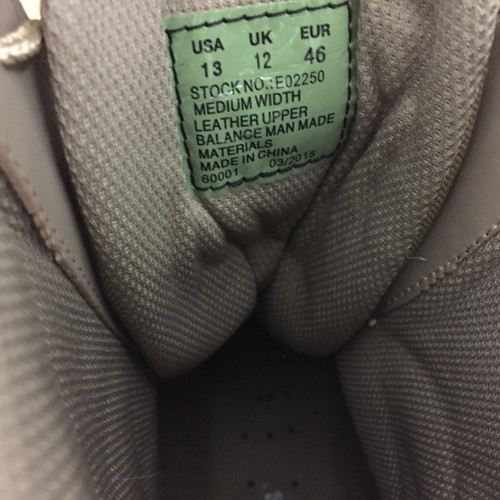 USA UK EUR
13 12 46
STOCK NO.:E02250
MEDIUM WIDTH
LEATHER UPPER
BALANCE MAN MADE
MATERIALS
MADE IN CHINA
60001 03/2015